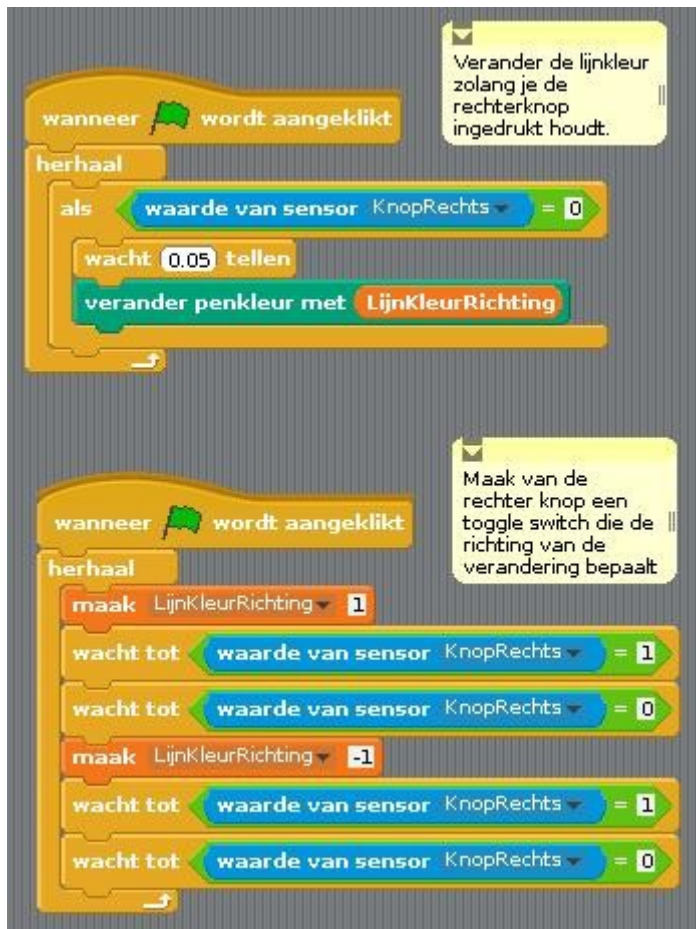 Verander de lijnkleur
zolang je de
rechterknop
ingedrukt houdt.
wanneer wordt aangeklikt
herhaal
als waarde van sensor KnopRechts = 0
wacht 0.05 tellen
verander penkleur met LijnKleurRichting
Maak van de
rechter knop een
toggle switch die de
richting van de
verandering bepaalt
wanneer wordt aangeklikt
herhaal
maak LijnKleurRichting 1
wacht tot waarde van sensor KnopRechts = 1
wacht tot waarde van sensor KnopRechts = 0
maak LijnKleurRichting -1
wacht tot waarde van sensor KnopRechts = 1
wacht tot waarde van sensor KnopRechts = 0